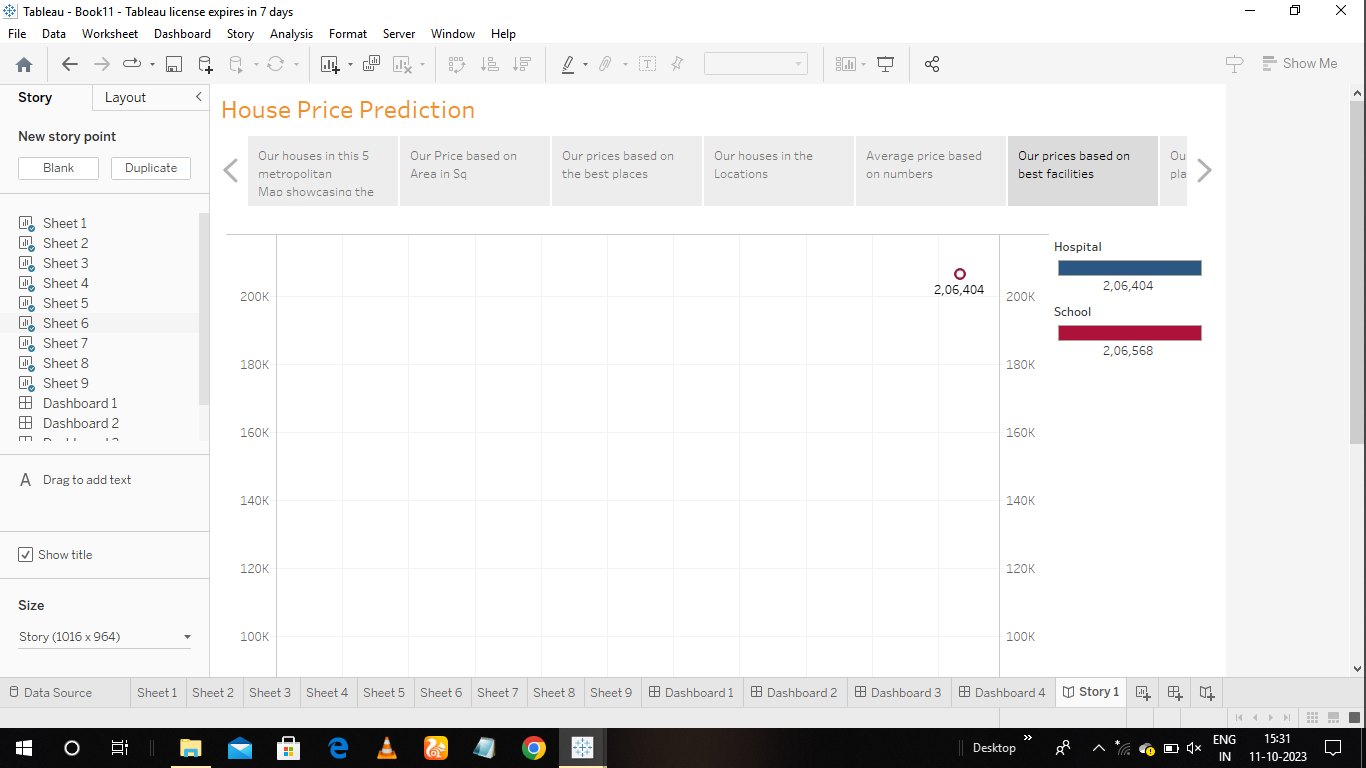 Tableau - Book11 - Tableau license expires in 7 days
File Data Worksheet Dashboard Story Analysis Format Server Window Help
Show Me
Story Layout
New story point
Blank Duplicate
Sheet 1
Sheet 2
Sheet 3
Sheet 4
Sheet 5
Sheet 6
Sheet 7
Sheet 8
Sheet 9
Dashboard 1
Dashboard 2
A Drag to add text
Show title
Size
Story (1016 x 964)
House Price Prediction
Our houses in this 5
metropolitan
Map showcasing the
Our Price based on
Area in Sq
Our prices based on
the best places
Our houses in the
Locations
Average price based
on numbers
Our prices based on
best facilities
Ou
pla
200K
180K
160K
140K
120K
100K
2,06,404
200K
180K
160K
140K
120K
100K
Hospital
2,06,404
School
2,06,568
Data Source Sheet 1 Sheet 2 Sheet 3 Sheet 4 Sheet 5 Sheet 6 Sheet 7 Sheet 8 Sheet 9 Dashboard 1 Dashboard 2 Dashboard 3 Dashboard 4 Story 1
Desktop
ENG
IN
15:31
11-10-2023